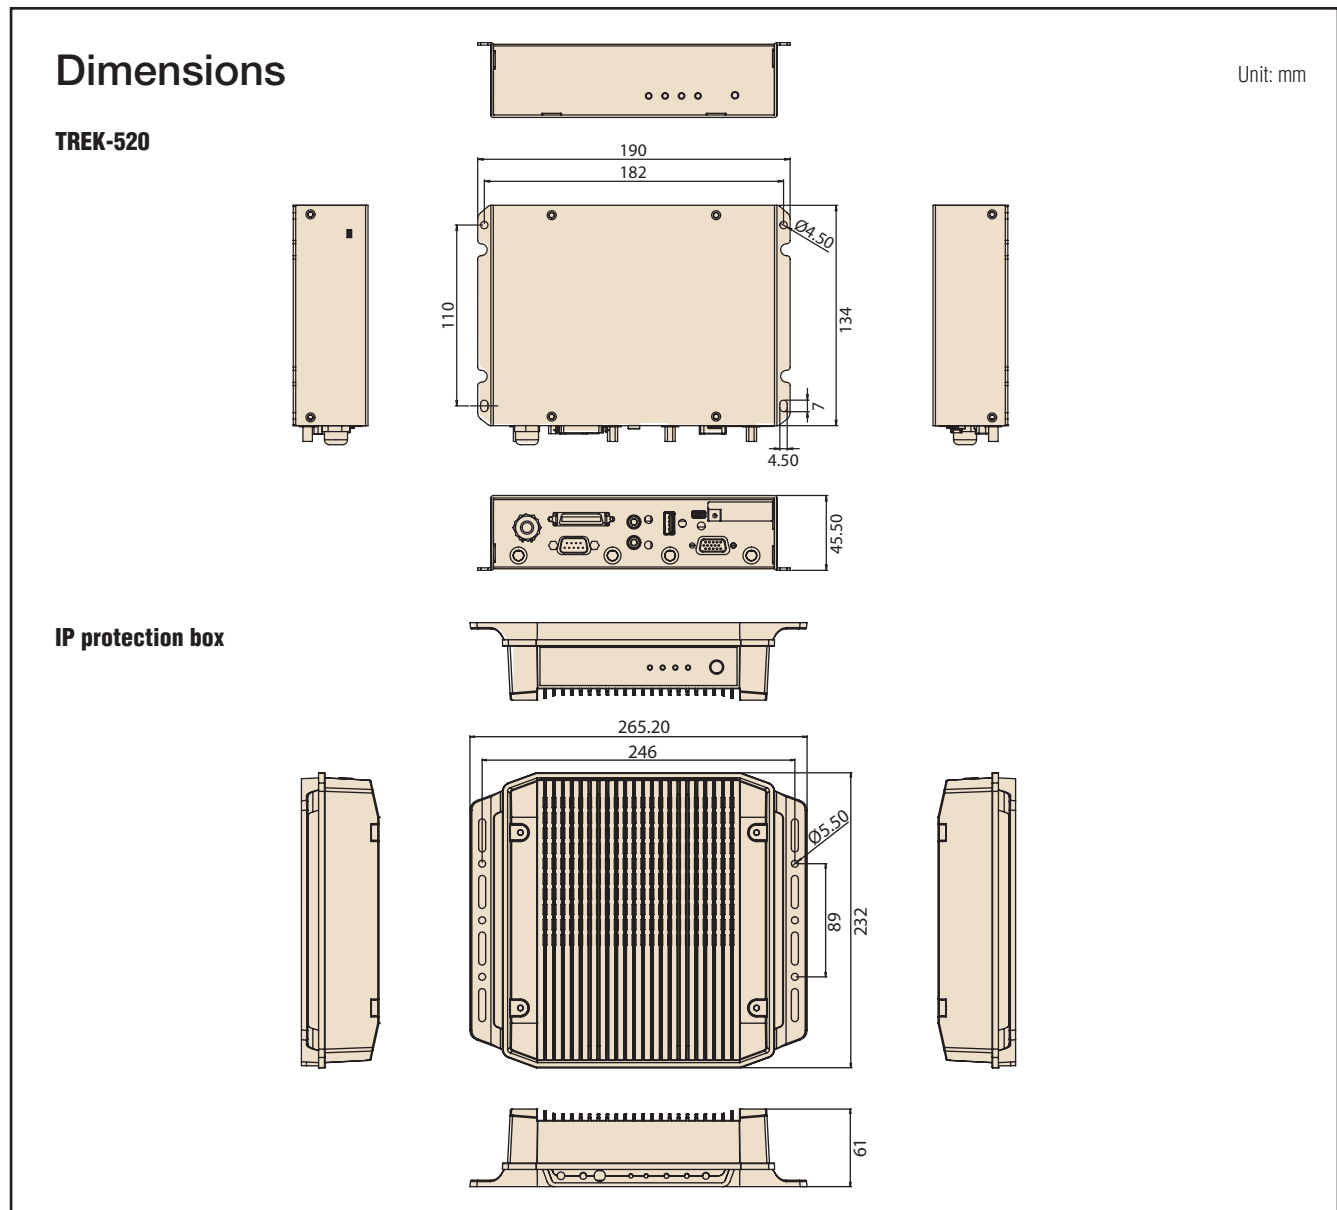 Dimensions
Unit: mm
TREK-520
190
182
Ø4.50
110
134
7
4.50
45.50
IP protection box
265.20
246
Ø5.50
89
232
61